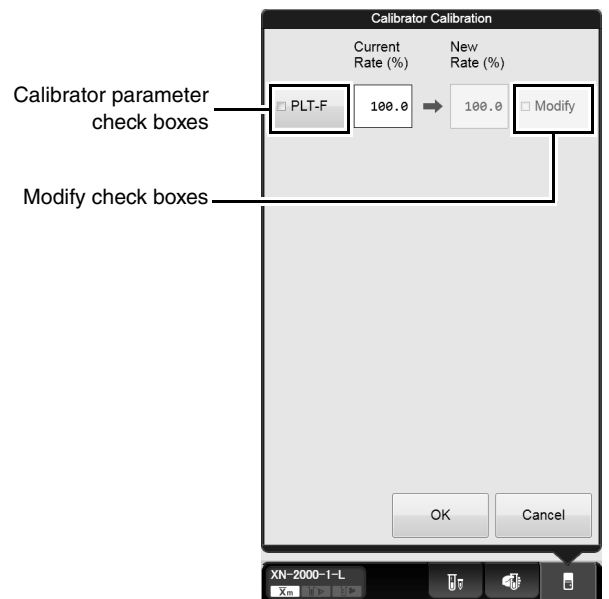 Calibrator Calibration
Current
Rate (%)
New
Rate (%)
Calibrator parameter
check boxes
PLT-F
100.0
100.0
Modify
Modify check boxes
OK
Cancel
XN-2000-1-L
Xm